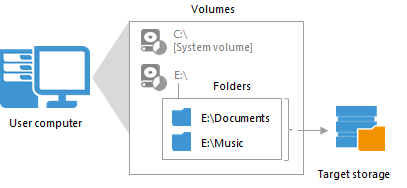 Volumes
C:\
[System volume]
E:\
Folders
E:\Documents
E:\Music
User computer
Target storage